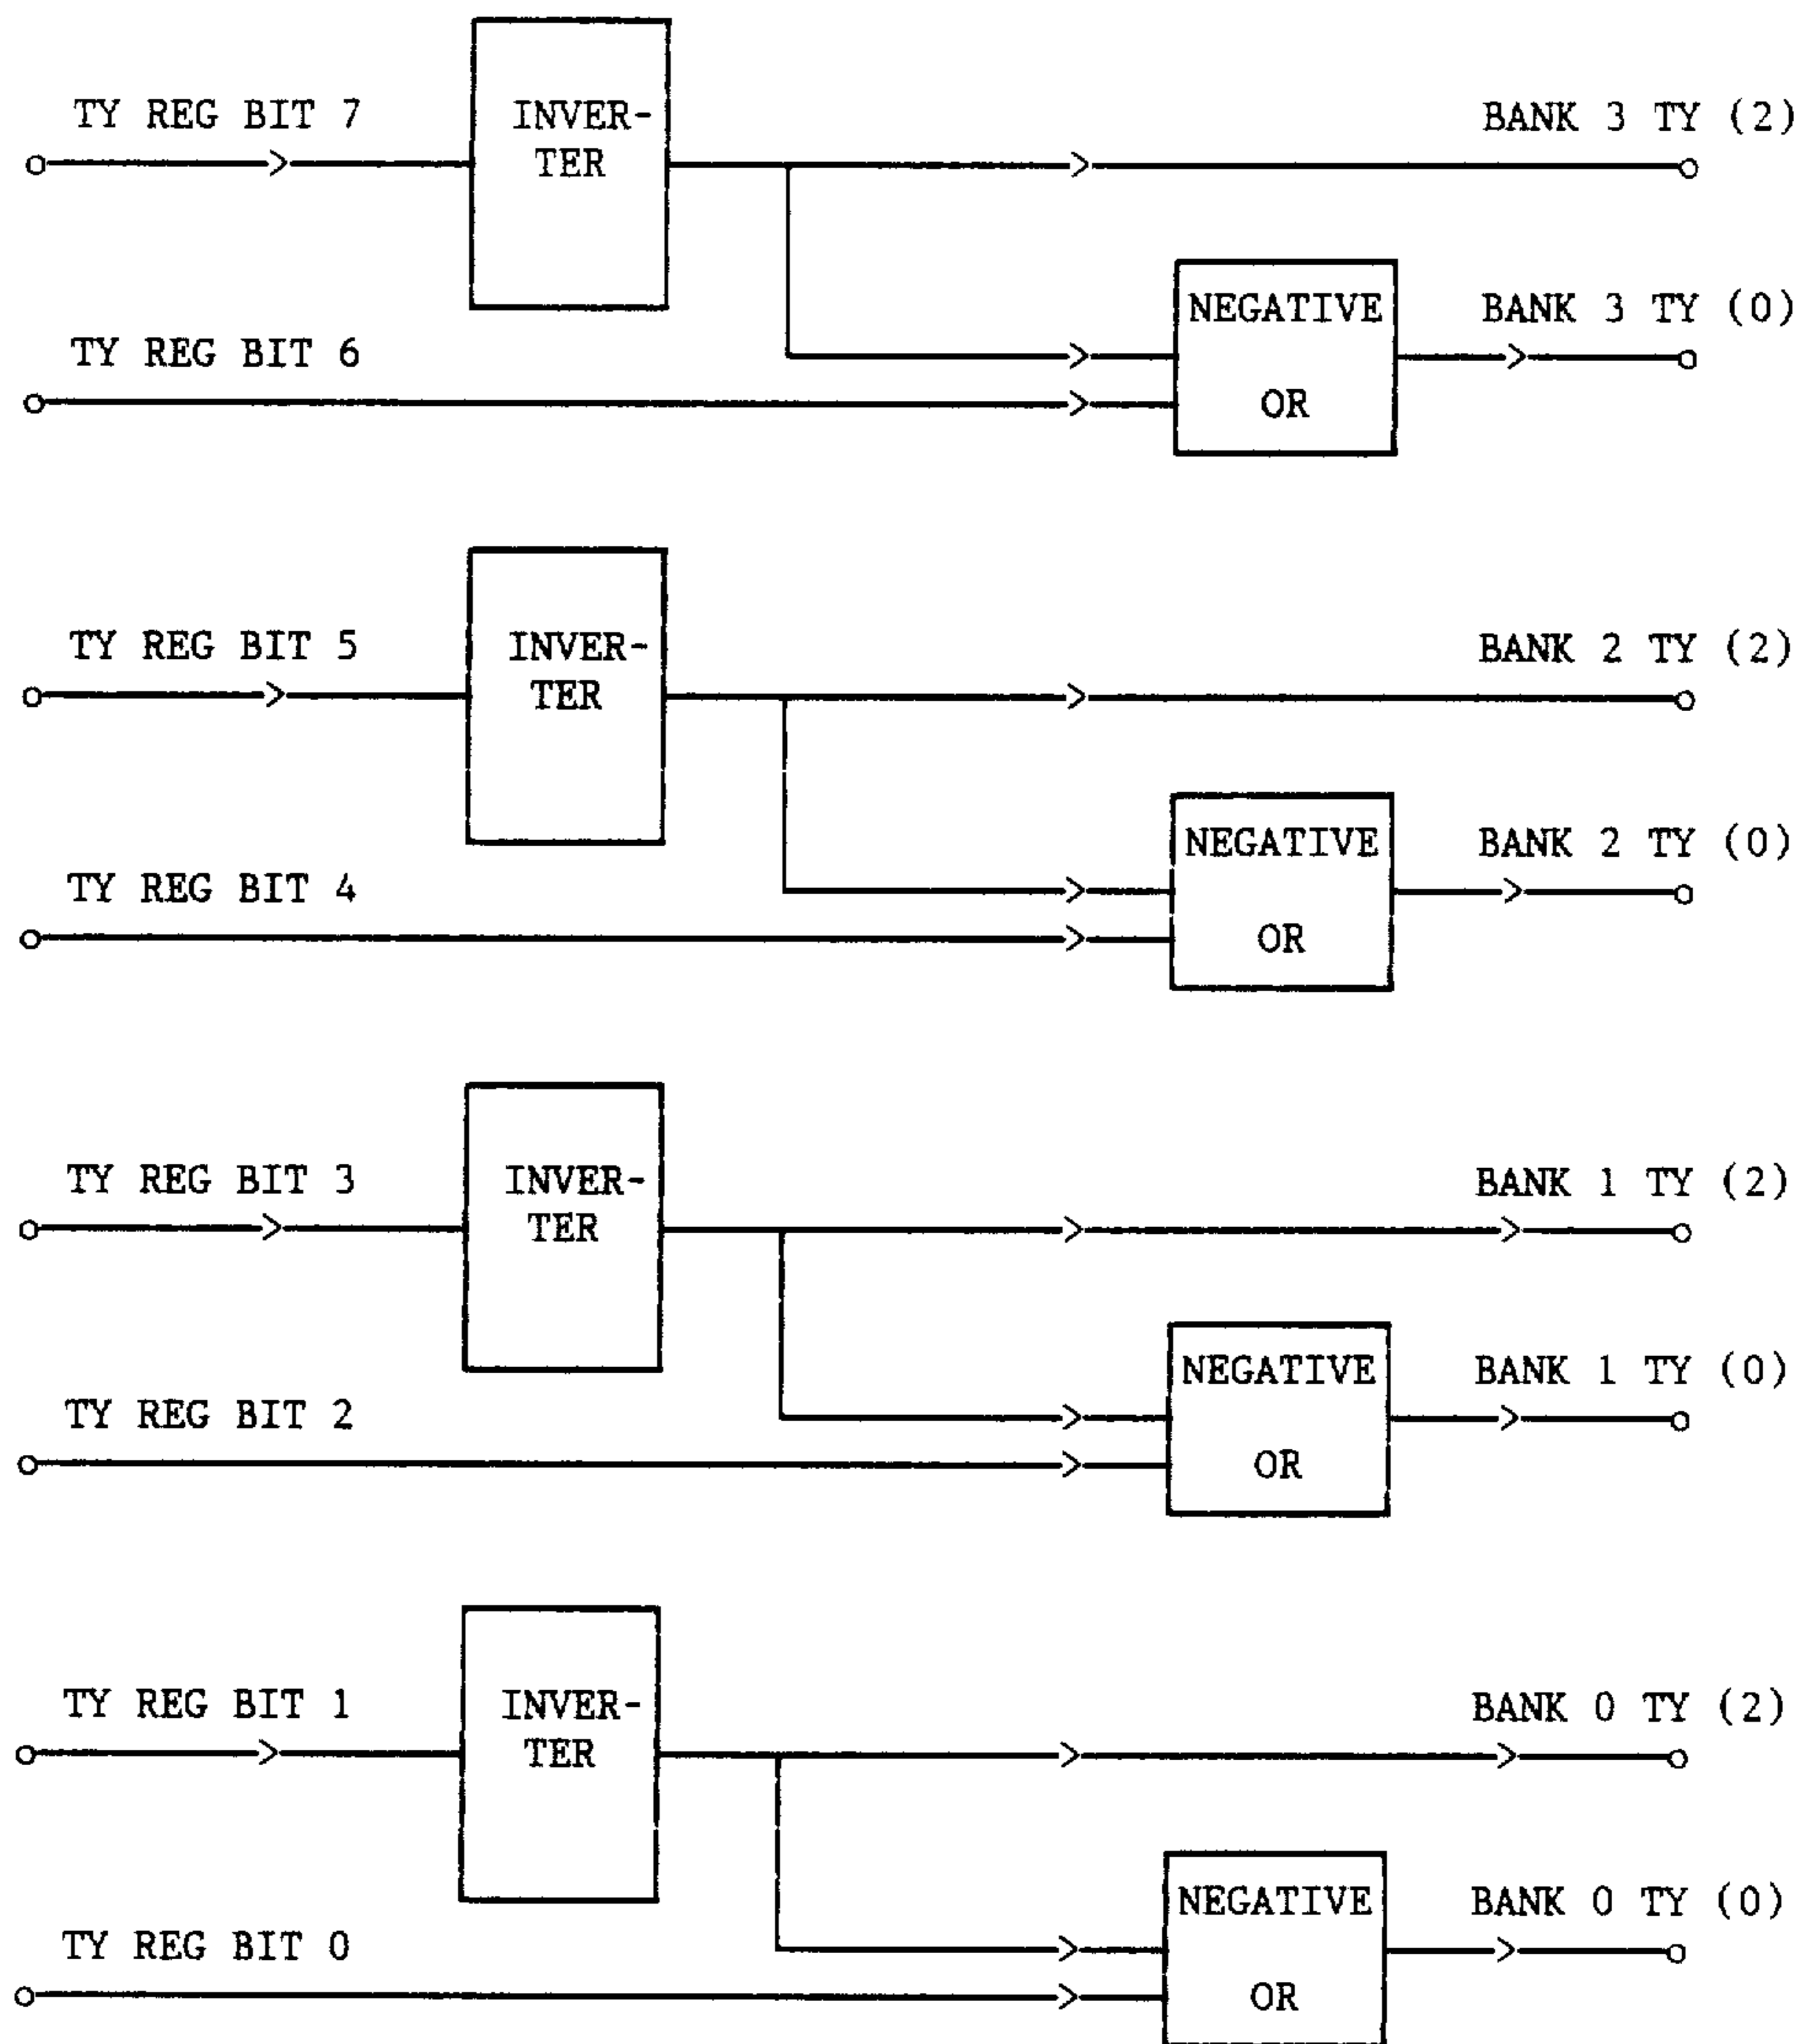 TY REG BIT 7
INVER-
TER
BANK 3 TY (2)
TY REG BIT 6
NEGATIVE
OR
BANK 3 TY (0)
TY REG BIT 5
INVER-
TER
BANK 2 TY (2)
TY REG BIT 4
NEGATIVE
OR
BANK 2 TY (0)
TY REG BIT 3
INVER-
TER
BANK 1 TY (2)
TY REG BIT 2
NEGATIVE
OR
BANK 1 TY (0)
TY REG BIT 1
INVER-
TER
BANK 0 TY (2)
TY REG BIT 0
NEGATIVE
OR
BANK 0 TY (0)